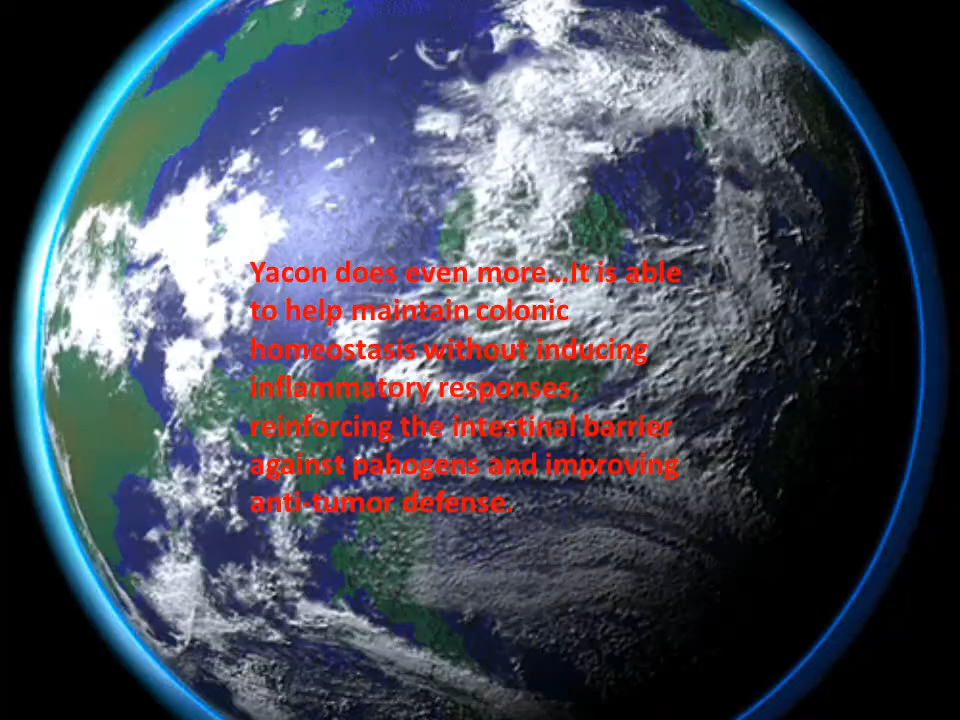 Yacon does even more…It is able
to help maintain colonic
homeostasis without inducing
inflammatory responses,
reinforcing the intestinal barrier
against pahogens and improving
anti-tumor defense.